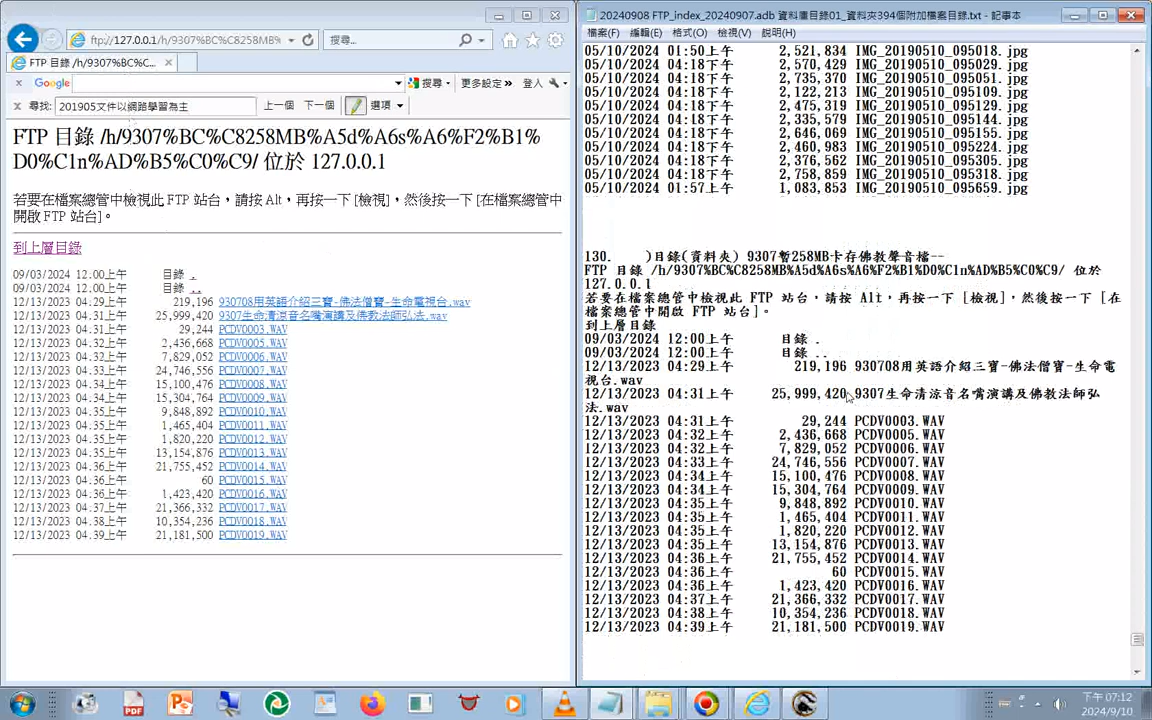 ftp://127.0.0.1/h/9307%BC%C8258MB%
搜尋...
FTP 目錄 /h/9307%BC%C...
Google
搜尋
更多設定 »
登入
尋找: 201905文件以網路學習為主
上一個 下一個
選項
FTP 目錄 /h/9307%BC%C8258MB%A5d%A6s%A6%F2%B1%
D0%C1n%AD%B5%C0%C9/ 位於 127.0.0.1
若要在檔案總管中檢視此 FTP 站台，請按 Alt，再按一下 [檢視]，然後按一下 [在檔案總管中
開啟 FTP 站台]。
到上層目錄
09/03/2024 12:00上午 目錄 .
09/03/2024 12:00上午 目錄 ..
12/13/2023 04:29上午 219,196 930708用英語介紹三寶-佛法僧寶-生命電視台.wav
12/13/2023 04:31上午 25,999,420 9307生命清涼音名嘴演講及佛教法師弘法.wav
12/13/2023 04:31上午 29,244 PCDV0003.WAV
12/13/2023 04:32上午 2,436,668 PCDV0005.WAV
12/13/2023 04:32上午 7,829,052 PCDV0006.WAV
12/13/2023 04:33上午 24,746,556 PCDV0007.WAV
12/13/2023 04:34上午 15,100,476 PCDV0008.WAV
12/13/2023 04:34上午 15,304,764 PCDV0009.WAV
12/13/2023 04:35上午 9,848,892 PCDV0010.WAV
12/13/2023 04:35上午 1,465,404 PCDV0011.WAV
12/13/2023 04:35上午 1,820,220 PCDV0012.WAV
12/13/2023 04:35上午 13,154,876 PCDV0013.WAV
12/13/2023 04:36上午 21,755,452 PCDV0014.WAV
12/13/2023 04:36上午 60 PCDV0015.WAV
12/13/2023 04:36上午 1,423,420 PCDV0016.WAV
12/13/2023 04:37上午 21,366,332 PCDV0017.WAV
12/13/2023 04:38上午 10,354,236 PCDV0018.WAV
12/13/2023 04:39上午 21,181,500 PCDV0019.WAV
20240908 FTP_index_20240907.adb 資料庫目錄01_資料夾394個附加檔案目錄.txt - 記事本
檔案(F) 編輯(E) 格式(O) 檢視(V) 說明(H)
05/10/2024 01:50上午 2,521,834 IMG_20190510_095018.jpg
05/10/2024 04:18下午 2,570,429 IMG_20190510_095029.jpg
05/10/2024 04:18下午 2,735,370 IMG_20190510_095051.jpg
05/10/2024 04:18下午 2,122,213 IMG_20190510_095109.jpg
05/10/2024 04:18下午 2,475,319 IMG_20190510_095129.jpg
05/10/2024 04:18下午 2,335,579 IMG_20190510_095144.jpg
05/10/2024 04:18下午 2,646,069 IMG_20190510_095155.jpg
05/10/2024 04:18下午 2,460,983 IMG_20190510_095224.jpg
05/10/2024 04:18下午 2,376,562 IMG_20190510_095305.jpg
05/10/2024 04:18下午 2,758,859 IMG_20190510_095318.jpg
05/10/2024 01:57上午 1,083,853 IMG_20190510_095659.jpg
130. )目錄(資料夾) 9307暫258MB卡存佛教聲音檔--
FTP 目錄 /h/9307%BC%C8258MB%A5d%A6s%A6%F2%B1%D0%C1n%AD%B5%C0%C9/ 位於
127.0.0.1
若要在檔案總管中檢視此 FTP 站台，請按 Alt，再按一下 [檢視]，然後按一下 [在
檔案總管中開啟 FTP 站台]。
到上層目錄
09/03/2024 12:00上午 目錄 .
09/03/2024 12:00上午 目錄 ..
12/13/2023 04:29上午 219,196 930708用英語介紹三寶-佛法僧寶-生命電
視台.wav
12/13/2023 04:31上午 25,999,420 9307生命清涼音名嘴演講及佛教法師弘
法.wav
12/13/2023 04:31上午 29,244 PCDV0003.WAV
12/13/2023 04:32上午 2,436,668 PCDV0005.WAV
12/13/2023 04:32上午 7,829,052 PCDV0006.WAV
12/13/2023 04:33上午 24,746,556 PCDV0007.WAV
12/13/2023 04:34上午 15,100,476 PCDV0008.WAV
12/13/2023 04:34上午 15,304,764 PCDV0009.WAV
12/13/2023 04:35上午 9,848,892 PCDV0010.WAV
12/13/2023 04:35上午 1,465,404 PCDV0011.WAV
12/13/2023 04:35上午 1,820,220 PCDV0012.WAV
12/13/2023 04:35上午 13,154,876 PCDV0013.WAV
12/13/2023 04:36上午 21,755,452 PCDV0014.WAV
12/13/2023 04:36上午 60 PCDV0015.WAV
12/13/2023 04:36上午 1,423,420 PCDV0016.WAV
12/13/2023 04:37上午 21,366,332 PCDV0017.WAV
12/13/2023 04:38上午 10,354,236 PCDV0018.WAV
12/13/2023 04:39上午 21,181,500 PCDV0019.WAV
PDF
下午 07:12
2024/9/10